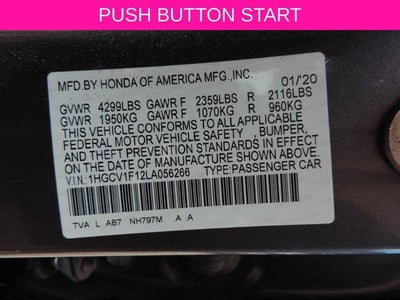 PUSH BUTTON START
MFD.BY HONDA OF AMERICA MFG.,INC.
01/'20
GVWR 4299LBS GAWR F 2359LBS R 2116LBS
GVWR 1950KG GAWR F 1070KG R 960KG
THIS VEHICLE CONFORMS TO ALL APPLICABLE
FEDERAL MOTOR VEHICLE SAFETY , BUMPER,
AND THEFT PREVENTION STANDARDS IN EFFECT
ON THE DATE OF MANUFACTURE SHOWN ABOVE.
V.I.N.:1HGCV1F12LA056266 TYPE:PASSENGER CAR
TVA L AB7 NH797M .A .A